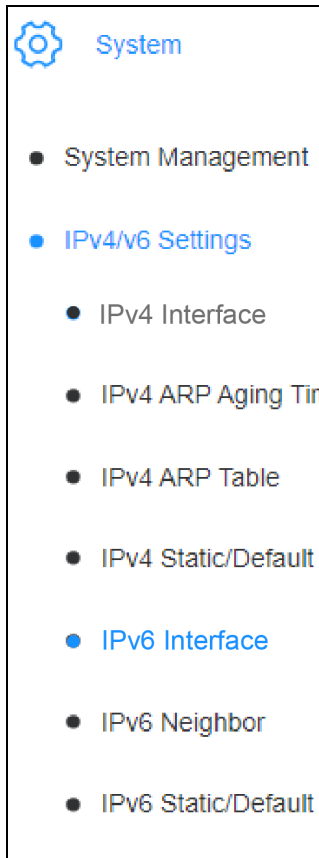 System
System Management
IPv4/v6 Settings
IPv4 Interface
IPv4 ARP Aging
IPv4 ARP Table
IPv4 Static/Default
IPv6 Interface
IPv6 Neighbor
IPv6 Static/Default